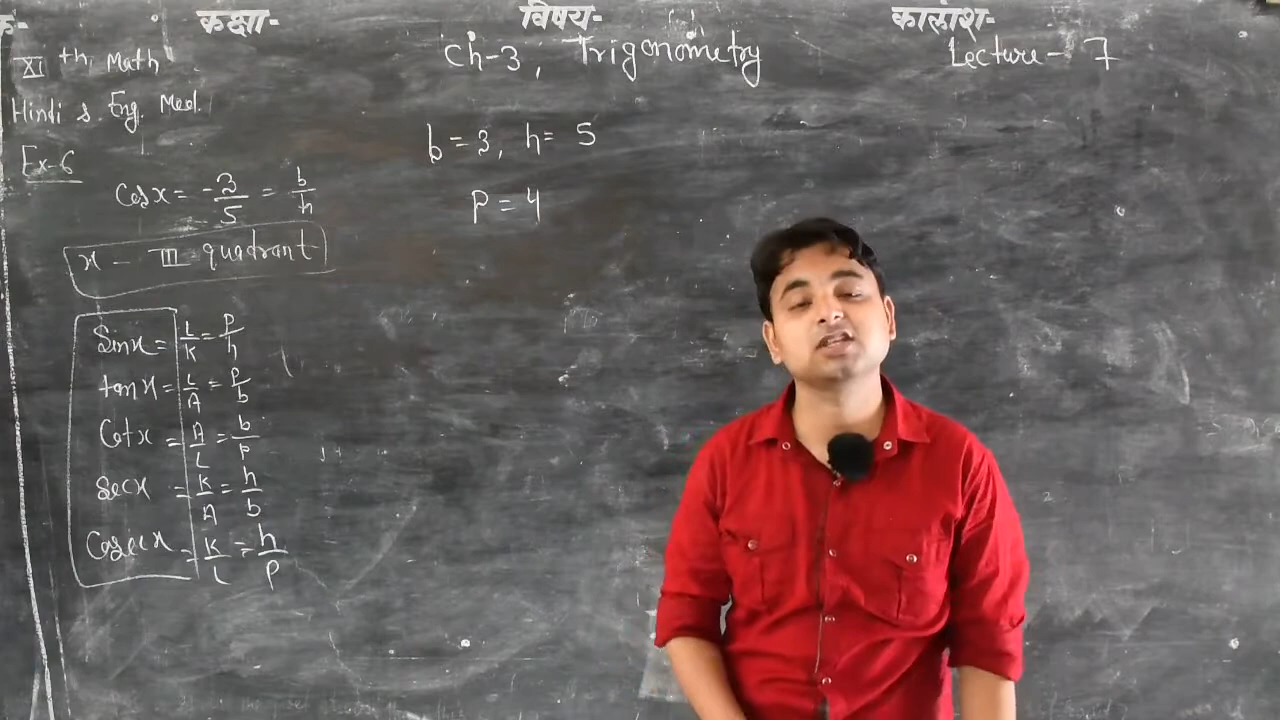 क- कक्षा- विषय- कालांश-
XI th Math Ch-3, Trigonometry Lecture- 7
Hindi & Eng. Med.
Ex-6
b = 3, h = 5
Cos x = -3/5 = b/h
P = 4
x - III quadrant
Sin x = L/K = P/h
tan x = L/A = P/b
Cot x = A/L = b/P
Sec x = K/A = h/b
Cosec x = K/L = h/P